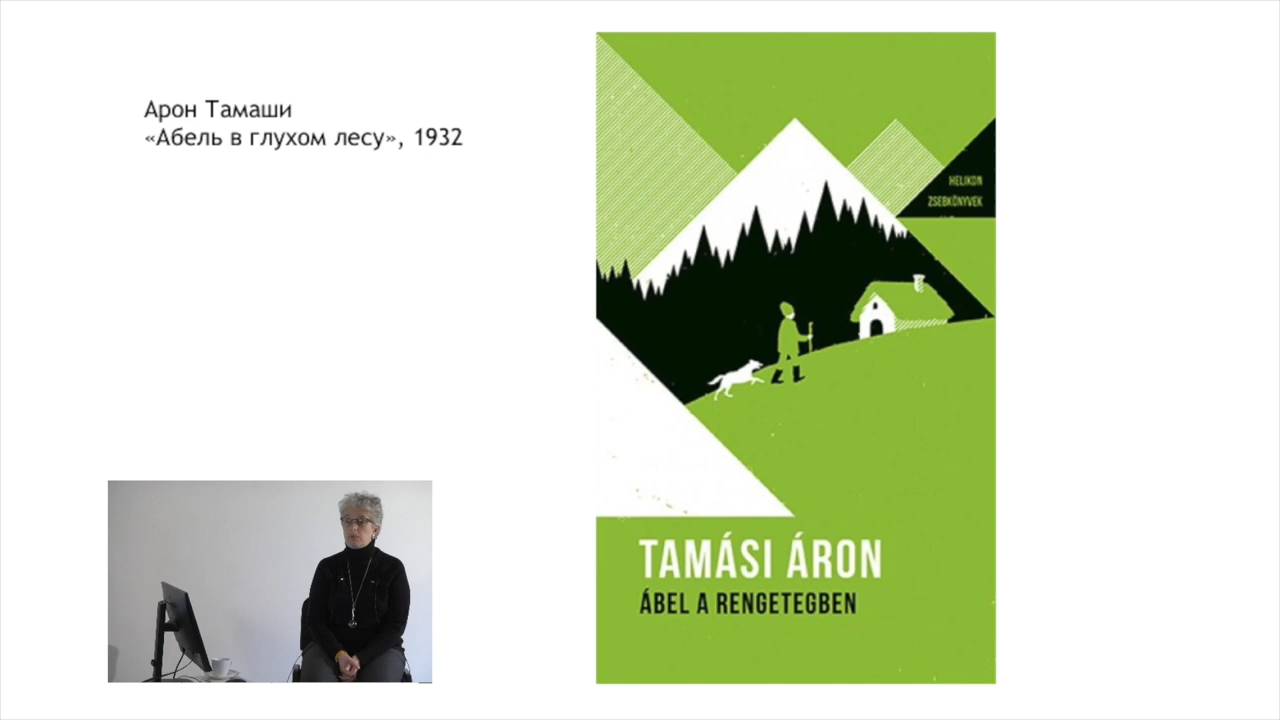 Арон Тамаши
«Абель в глухом лесу», 1932
HELIKON
ZSEBKÖNYVEK
TAMÁSI ÁRON
ÁBEL A RENGETEGBEN